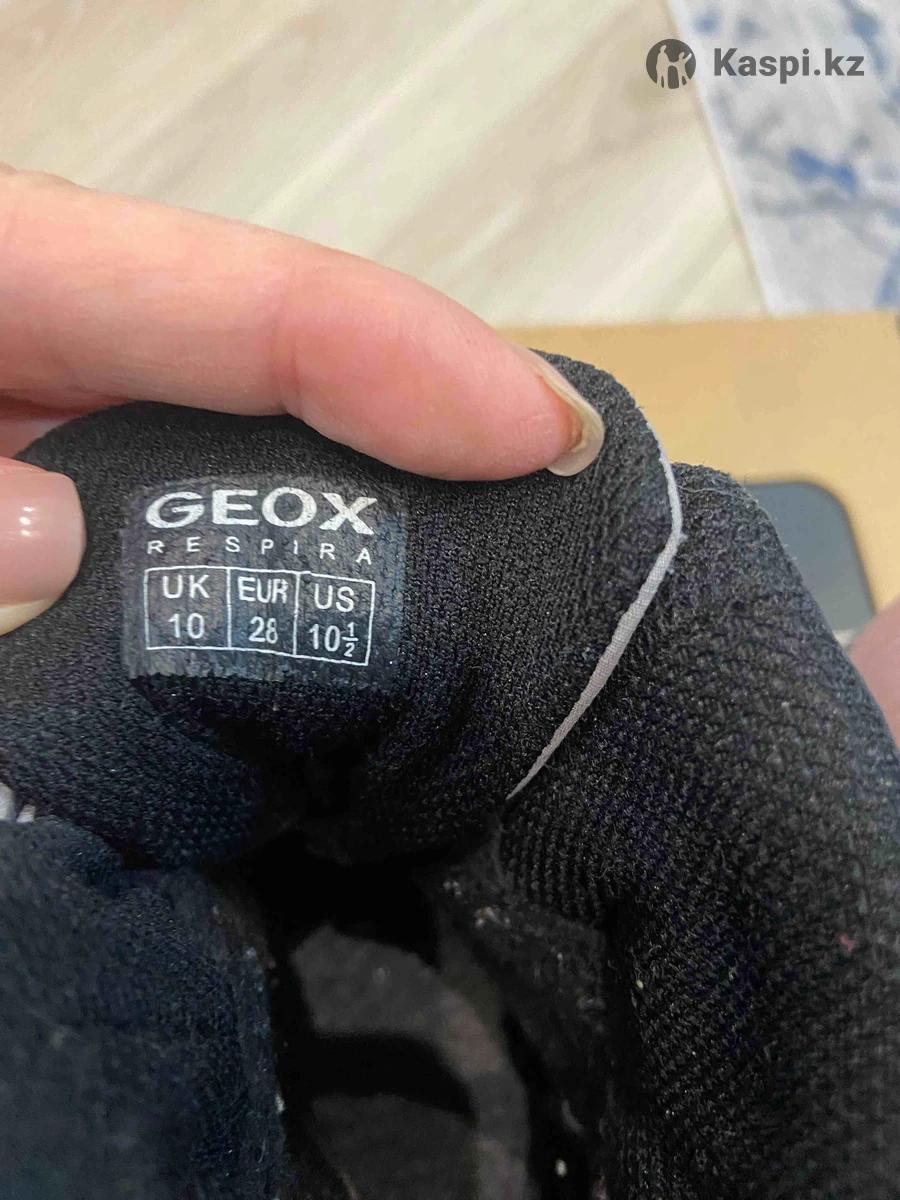 Kaspi.kz
GEOX
RESPIRA
UK EUR US
10 28 10½